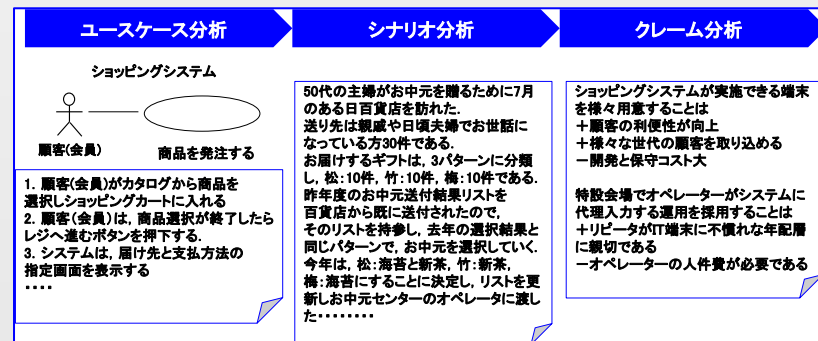 ユースケース分析
シナリオ分析
クレーム分析
ショッピングシステム
顧客(会員)
商品を発注する
1. 顧客(会員)がカタログから商品を
選択しショッピングカートに入れる
2. 顧客(会員)は, 商品選択が終了したら
レジへ進むボタンを押下する.
3. システムは, 届け先と支払方法の
指定画面を表示する
・・・・
50代の主婦がお中元を贈るために7月
のある日百貨店を訪れた.
送り先は親戚や日頃夫婦でお世話に
なっている方30件である.
お届けするギフトは, 3パターンに分類
し, 松:10件, 竹:10件, 梅:10件である.
昨年度のお中元送付結果リストを
百貨店から既に送付されたので,
そのリストを持参し, 去年の選択結果と
同じパターンで, お中元を選択していく.
今年は, 松:海苔と新茶, 竹:新茶,
梅:海苔にすることに決定し, リストを更
新しお中元センターのオペレータに渡し
た・・・・・・・・
ショッピングシステムが実施できる端末
を様々用意することは
+顧客の利便性が向上
+様々な世代の顧客を取り込める
-開発と保守コスト大
特設会場でオペレーターがシステムに
代理入力する運用を採用することは
+リピータがIT端末に不慣れな年配層
に親切である
-オペレーターの人件費が必要である